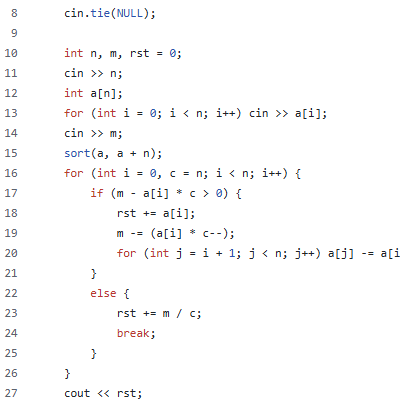 8 cin.tie(NULL);
9
10 int n, m, rst = 0;
11 cin >> n;
12 int a[n];
13 for (int i = 0; i < n; i++) cin >> a[i];
14 cin >> m;
15 sort(a, a + n);
16 for (int i = 0, c = n; i < n; i++) {
17 if (m - a[i] * c > 0) {
18 rst += a[i];
19 m -= (a[i] * c--);
20 for (int j = i + 1; j < n; j++) a[j] -= a[i
21 }
22 else {
23 rst += m / c;
24 break;
25 }
26 }
27 cout << rst;